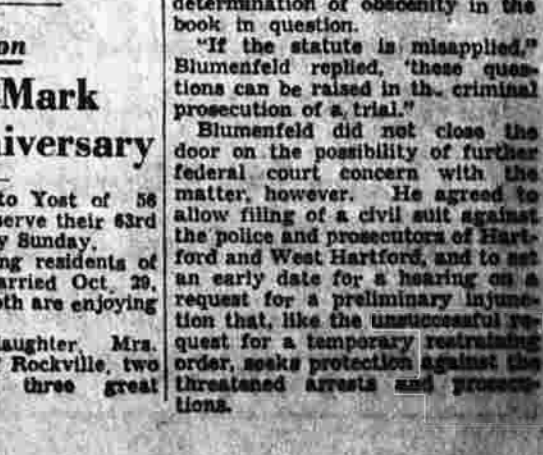 on
Mark
niversary
to Yost of 56
serve their 63rd
y Sunday.
ng residents of
arried Oct. 29,
oth are enjoying
laughter, Mrs.
Rockville, two
three great
determination of obscenity in the
book in question.
"If the statute is misapplied,"
Blumenfeld replied, 'these ques-
tions can be raised in th. criminal
prosecution of a trial."
Blumenfeld did not close the
door on the possibility of further
federal court concern with the
matter, however. He agreed to
allow filing of a civil suit against
the police and prosecutors of Hart-
ford and West Hartford, and to set
an early date for a hearing on a
request for a preliminary injunc-
tion that, like the unsuccessful re-
quest for a temporary restraining
order, seeks protection against the
threatened arrests and prosecu-
tions.